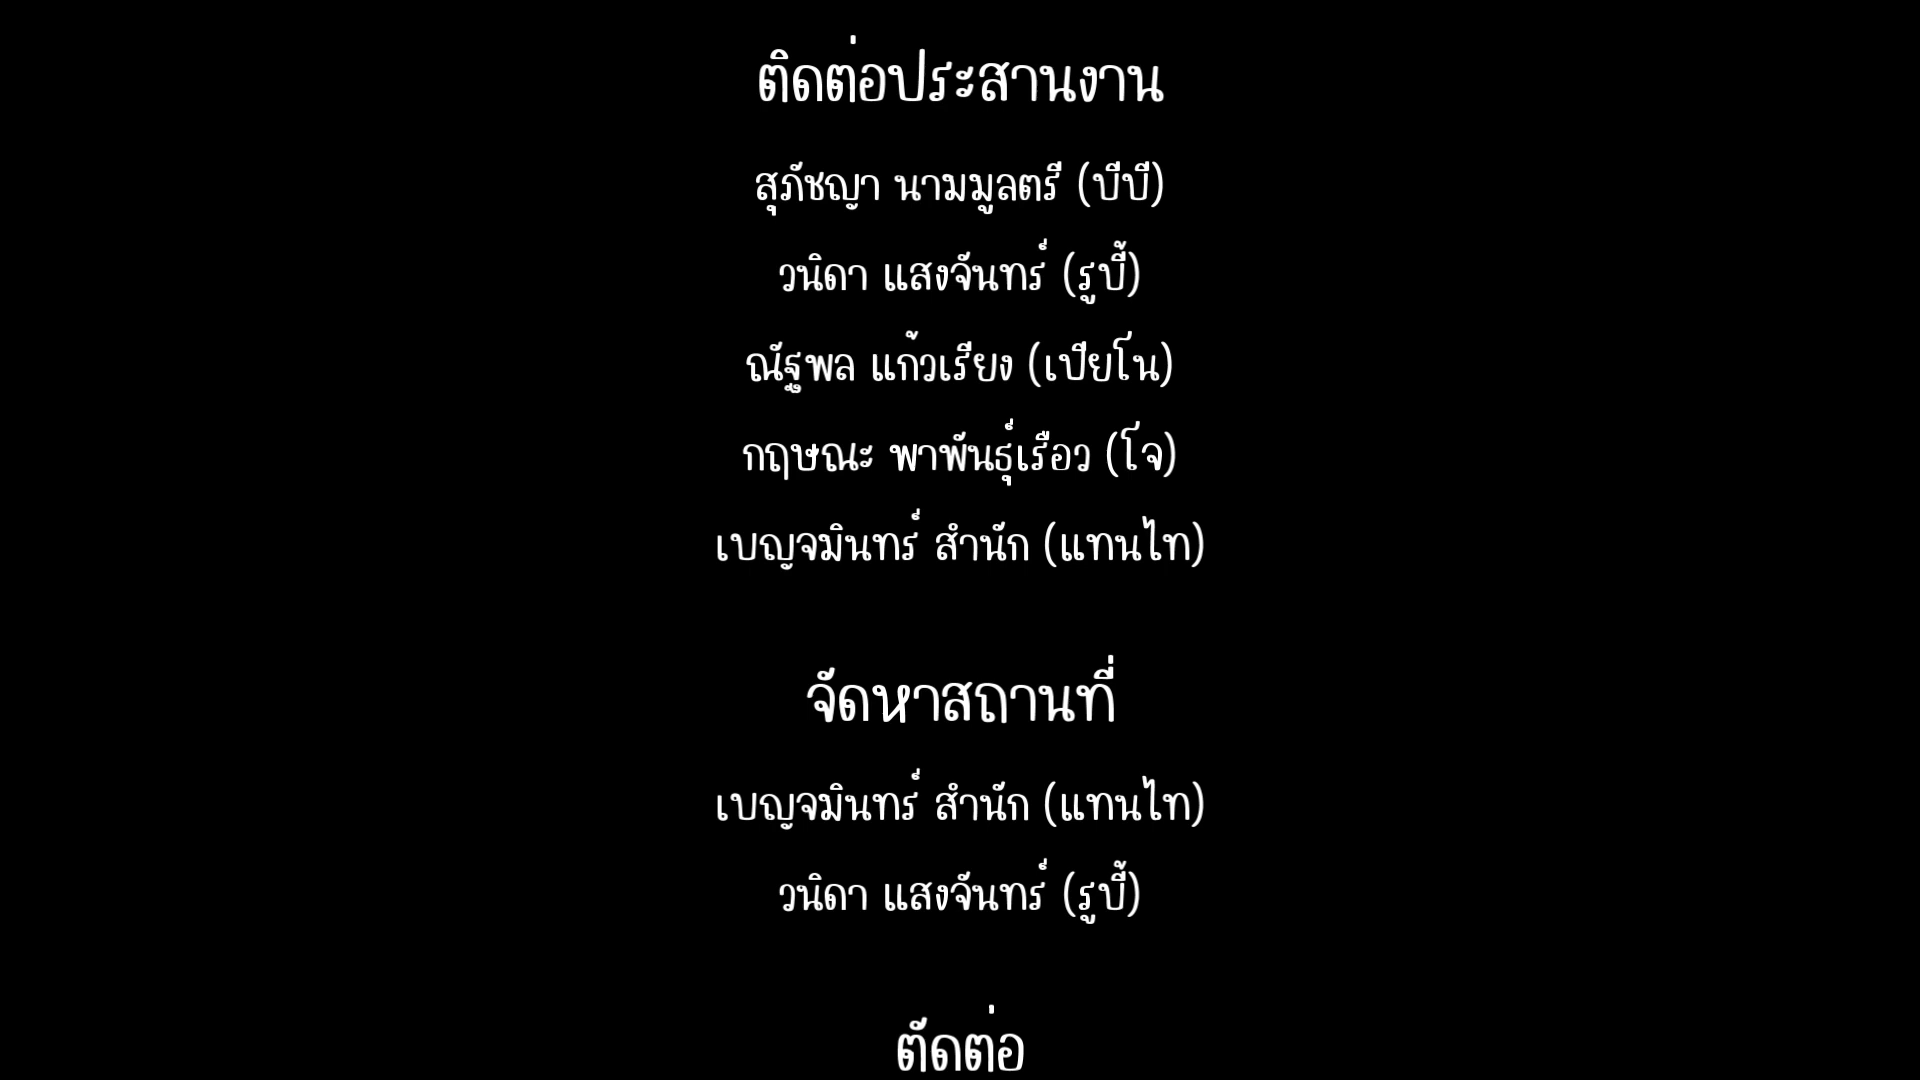 ติดต่อประสานงาน
สุภัชญา นามมูลตรี (บีบี)
วนิดา แสงจันทร์ (รูบี้)
ณัฐพล แก้วเรียง (เปียโน)
กฤษณะ พาพันธุ์เรือว (โจ)
เบญจมินทร์ สำนัก (แทนไท)
จัดหาสถานที่
เบญจมินทร์ สำนัก (แทนไท)
วนิดา แสงจันทร์ (รูบี้)
ตัดต่อ